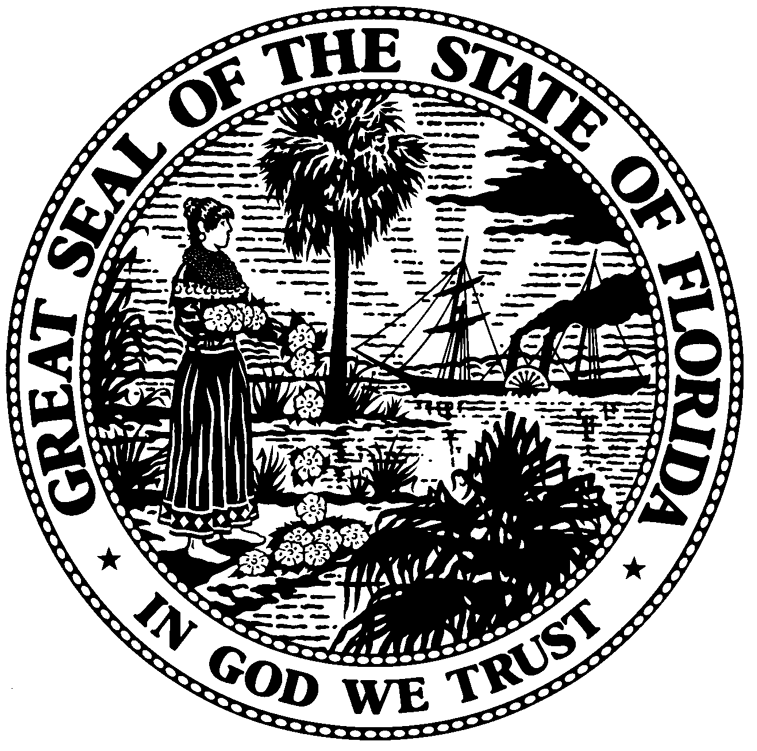 GREAT SEAL OF THE STATE OF FLORIDA
IN GOD WE TRUST